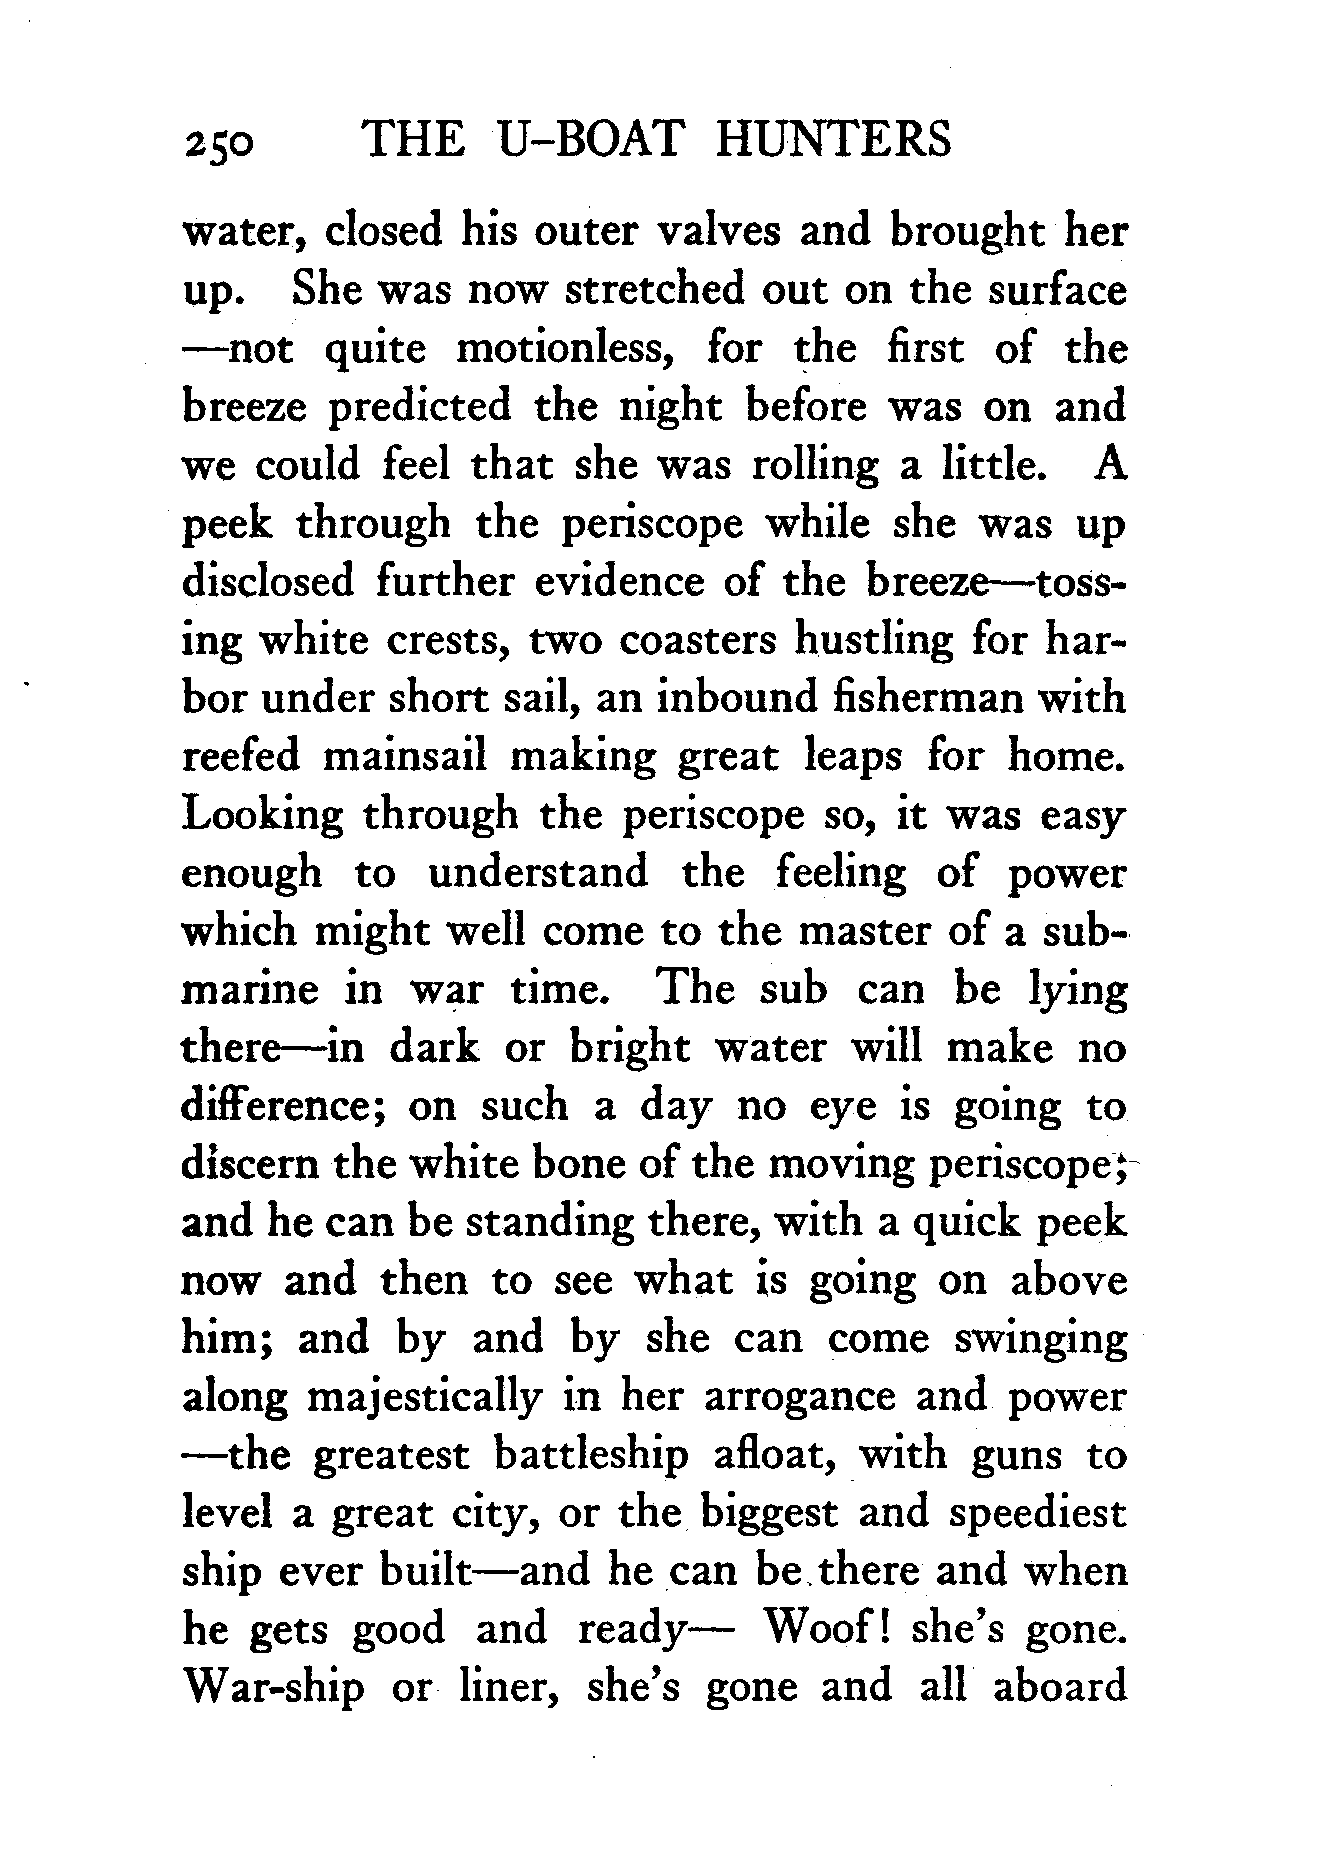 250 THE U-BOAT HUNTERS
water, closed his outer valves and brought her
up. She was now stretched out on the surface
—not quite motionless, for the first of the
breeze predicted the night before was on and
we could feel that she was rolling a little. A
peek through the periscope while she was up
disclosed further evidence of the breeze—toss-
ing white crests, two coasters hustling for har-
bor under short sail, an inbound fisherman with
reefed mainsail making great leaps for home.
Looking through the periscope so, it was easy
enough to understand the feeling of power
which might well come to the master of a sub-
marine in war time. The sub can be lying
there—in dark or bright water will make no
difference; on such a day no eye is going to
discern the white bone of the moving periscope;
and he can be standing there, with a quick peek
now and then to see what is going on above
him; and by and by she can come swinging
along majestically in her arrogance and power
—the greatest battleship afloat, with guns to
level a great city, or the biggest and speediest
ship ever built—and he can be there and when
he gets good and ready— Woof! she's gone.
War-ship or liner, she's gone and all aboard